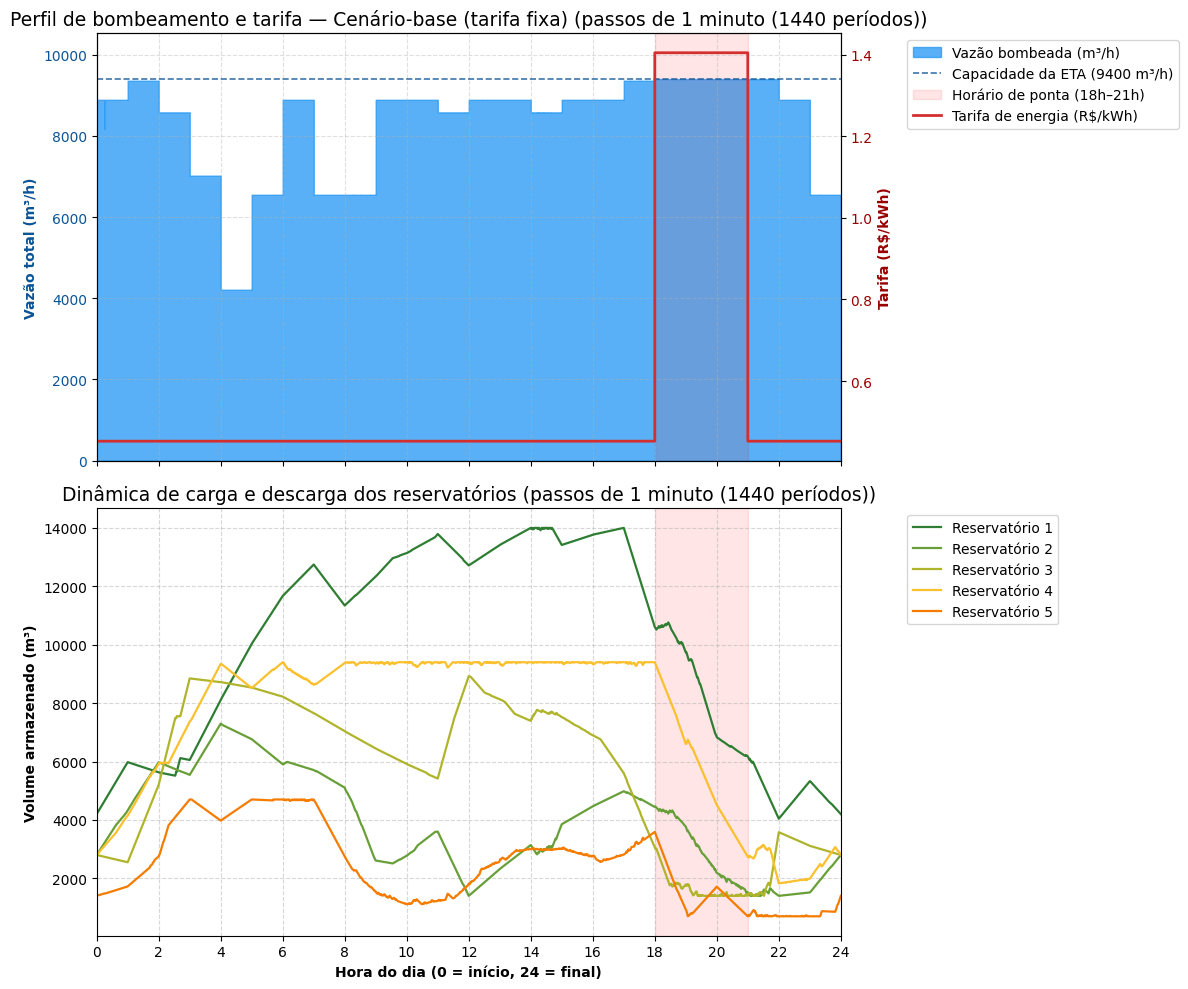 Perfil de bombeamento e tarifa — Cenário-base (tarifa fixa) (passos de 1 minuto (1440 períodos))
10000
8000
6000
4000
2000
0
Vazão total (m³/h)
1.4
1.2
1.0
0.8
0.6
Tarifa (R$/kWh)
Vazão bombeada (m³/h)
Capacidade da ETA (9400 m³/h)
Horário de ponta (18h–21h)
Tarifa de energia (R$/kWh)
Dinâmica de carga e descarga dos reservatórios (passos de 1 minuto (1440 períodos))
14000
12000
10000
8000
6000
4000
2000
Volume armazenado (m³)
Reservatório 1
Reservatório 2
Reservatório 3
Reservatório 4
Reservatório 5
0 2 4 6 8 10 12 14 16 18 20 22 24
Hora do dia (0 = início, 24 = final)